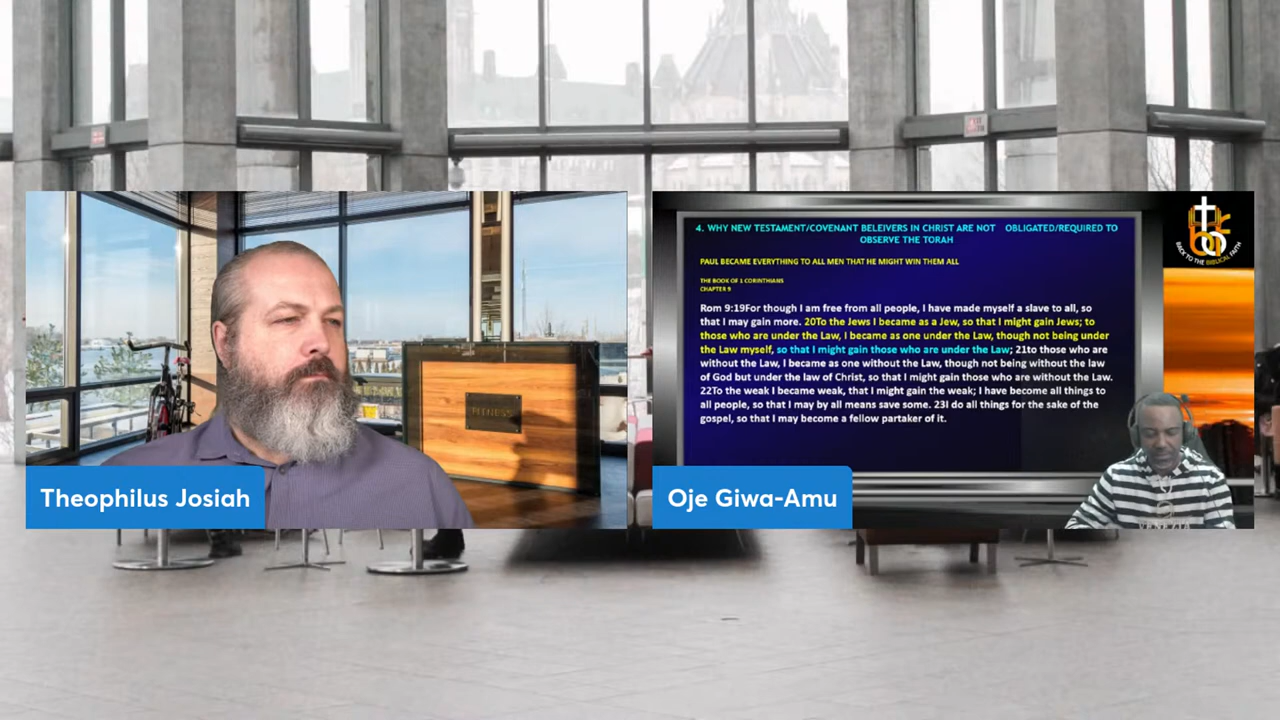 4. WHY NEW TESTAMENT/COVENANT BELEIVERS IN CHRIST ARE NOT OBLIGATED/REQUIRED TO
OBSERVE THE TORAH
PAUL BECAME EVERYTHING TO ALL MEN THAT HE MIGHT WIN THEM ALL
THE BOOK OF 1 CORINTHIANS
CHAPTER 9
Rom 9:19For though I am free from all people, I have made myself a slave to all, so
that I may gain more. 20To the Jews I became as a Jew, so that I might gain Jews; to
those who are under the Law, I became as one under the Law, though not being under
the Law myself, so that I might gain those who are under the Law; 21to those who are
without the Law, I became as one without the Law, though not being without the law
of God but under the law of Christ, so that I might gain those who are without the Law.
22To the weak I became weak, that I might gain the weak; I have become all things to
all people, so that I may by all means save some. 23I do all things for the sake of the
gospel, so that I may become a fellow partaker of it.
BACK TO THE BIBLICAL FAITH
FITNESS
Theophilus Josiah
Oje Giwa-Amu
VENEZIA